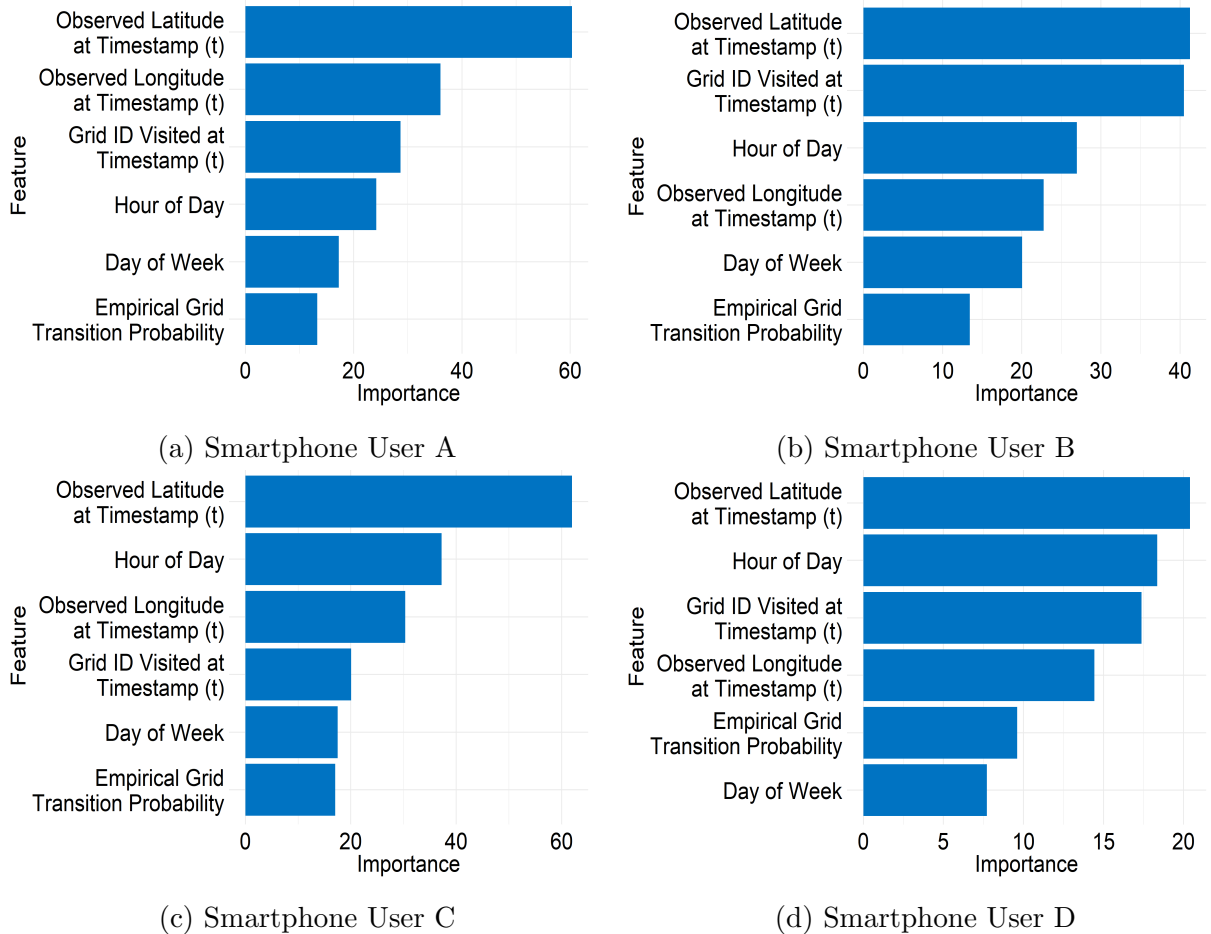 Feature
Observed Latitude
at Timestamp (t)
Observed Longitude
at Timestamp (t)
Grid ID Visited at
Timestamp (t)
Hour of Day
Day of Week
Empirical Grid
Transition Probability
0 20 40 60
Importance
(a) Smartphone User A
Feature
Observed Latitude
at Timestamp (t)
Grid ID Visited at
Timestamp (t)
Hour of Day
Observed Longitude
at Timestamp (t)
Day of Week
Empirical Grid
Transition Probability
0 10 20 30 40
Importance
(b) Smartphone User B
Feature
Observed Latitude
at Timestamp (t)
Hour of Day
Observed Longitude
at Timestamp (t)
Grid ID Visited at
Timestamp (t)
Day of Week
Empirical Grid
Transition Probability
0 20 40 60
Importance
(c) Smartphone User C
Feature
Observed Latitude
at Timestamp (t)
Hour of Day
Grid ID Visited at
Timestamp (t)
Observed Longitude
at Timestamp (t)
Empirical Grid
Transition Probability
Day of Week
0 5 10 15 20
Importance
(d) Smartphone User D